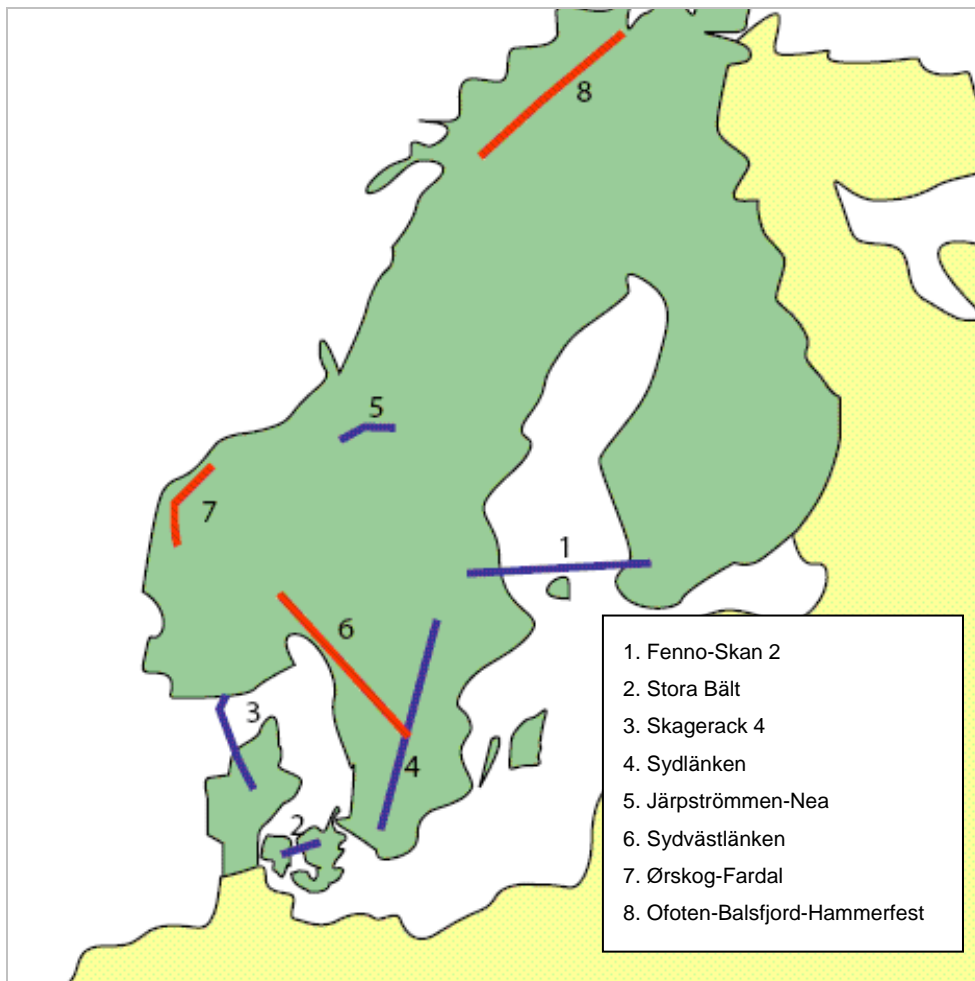 8
5
7
1
6
3
4
2
1. Fenno-Skan 2
2. Stora Bält
3. Skagerack 4
4. Sydlänken
5. Järpströmmen-Nea
6. Sydvästlänken
7. Ørskog-Fardal
8. Ofoten-Balsfjord-Hammerfest